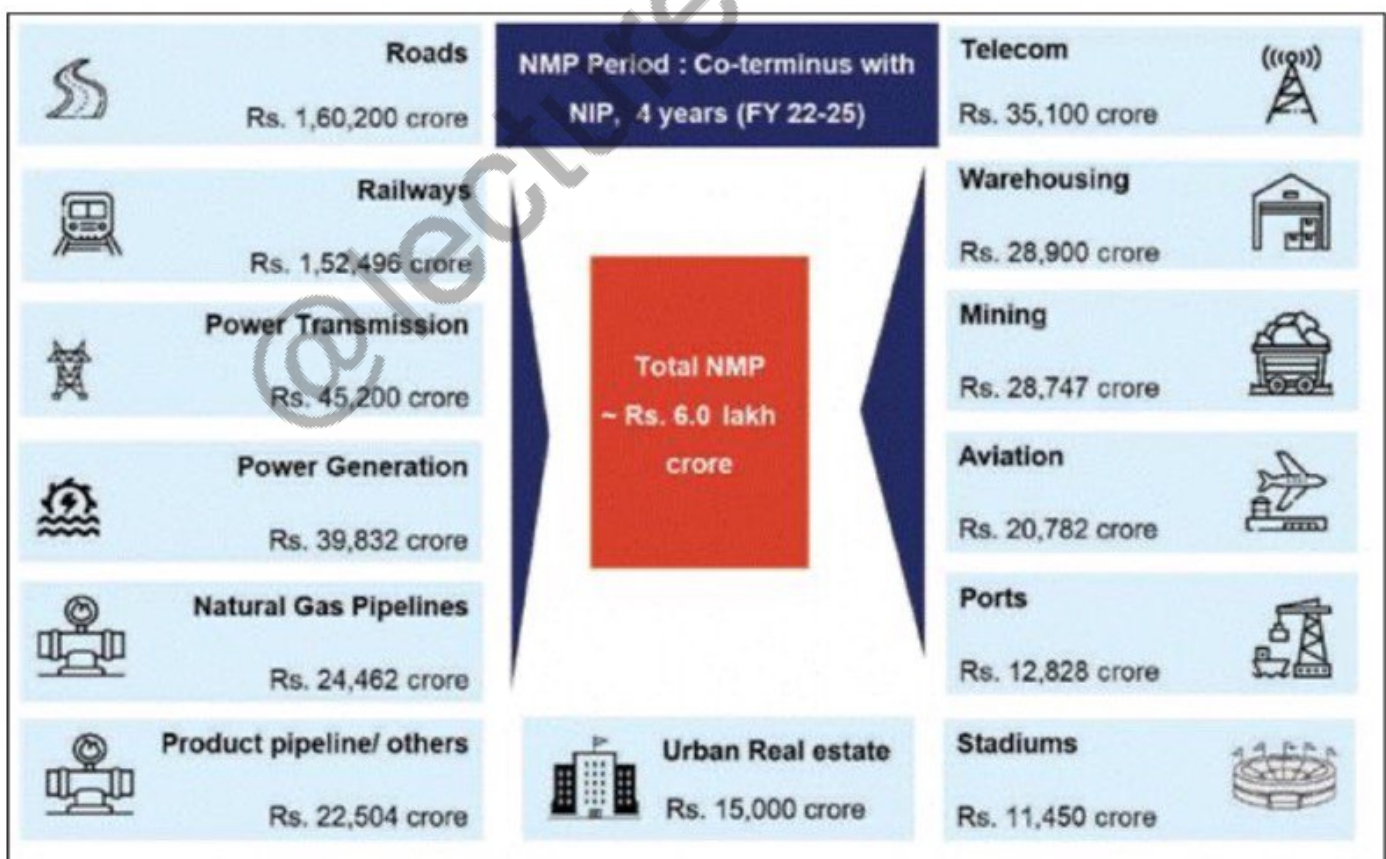 Roads
Rs. 1,60,200 crore
Railways
Rs. 1,52,496 crore
Power Transmission
Rs. 45,200 crore
Power Generation
Rs. 39,832 crore
Natural Gas Pipelines
Rs. 24,462 crore
Product pipeline/ others
Rs. 22,504 crore
NMP Period : Co-terminus with
NIP, 4 years (FY 22-25)
Total NMP
~ Rs. 6.0 lakh
crore
Urban Real estate
Rs. 15,000 crore
Telecom
Rs. 35,100 crore
Warehousing
Rs. 28,900 crore
Mining
Rs. 28,747 crore
Aviation
Rs. 20,782 crore
Ports
Rs. 12,828 crore
Stadiums
Rs. 11,450 crore
@lecture